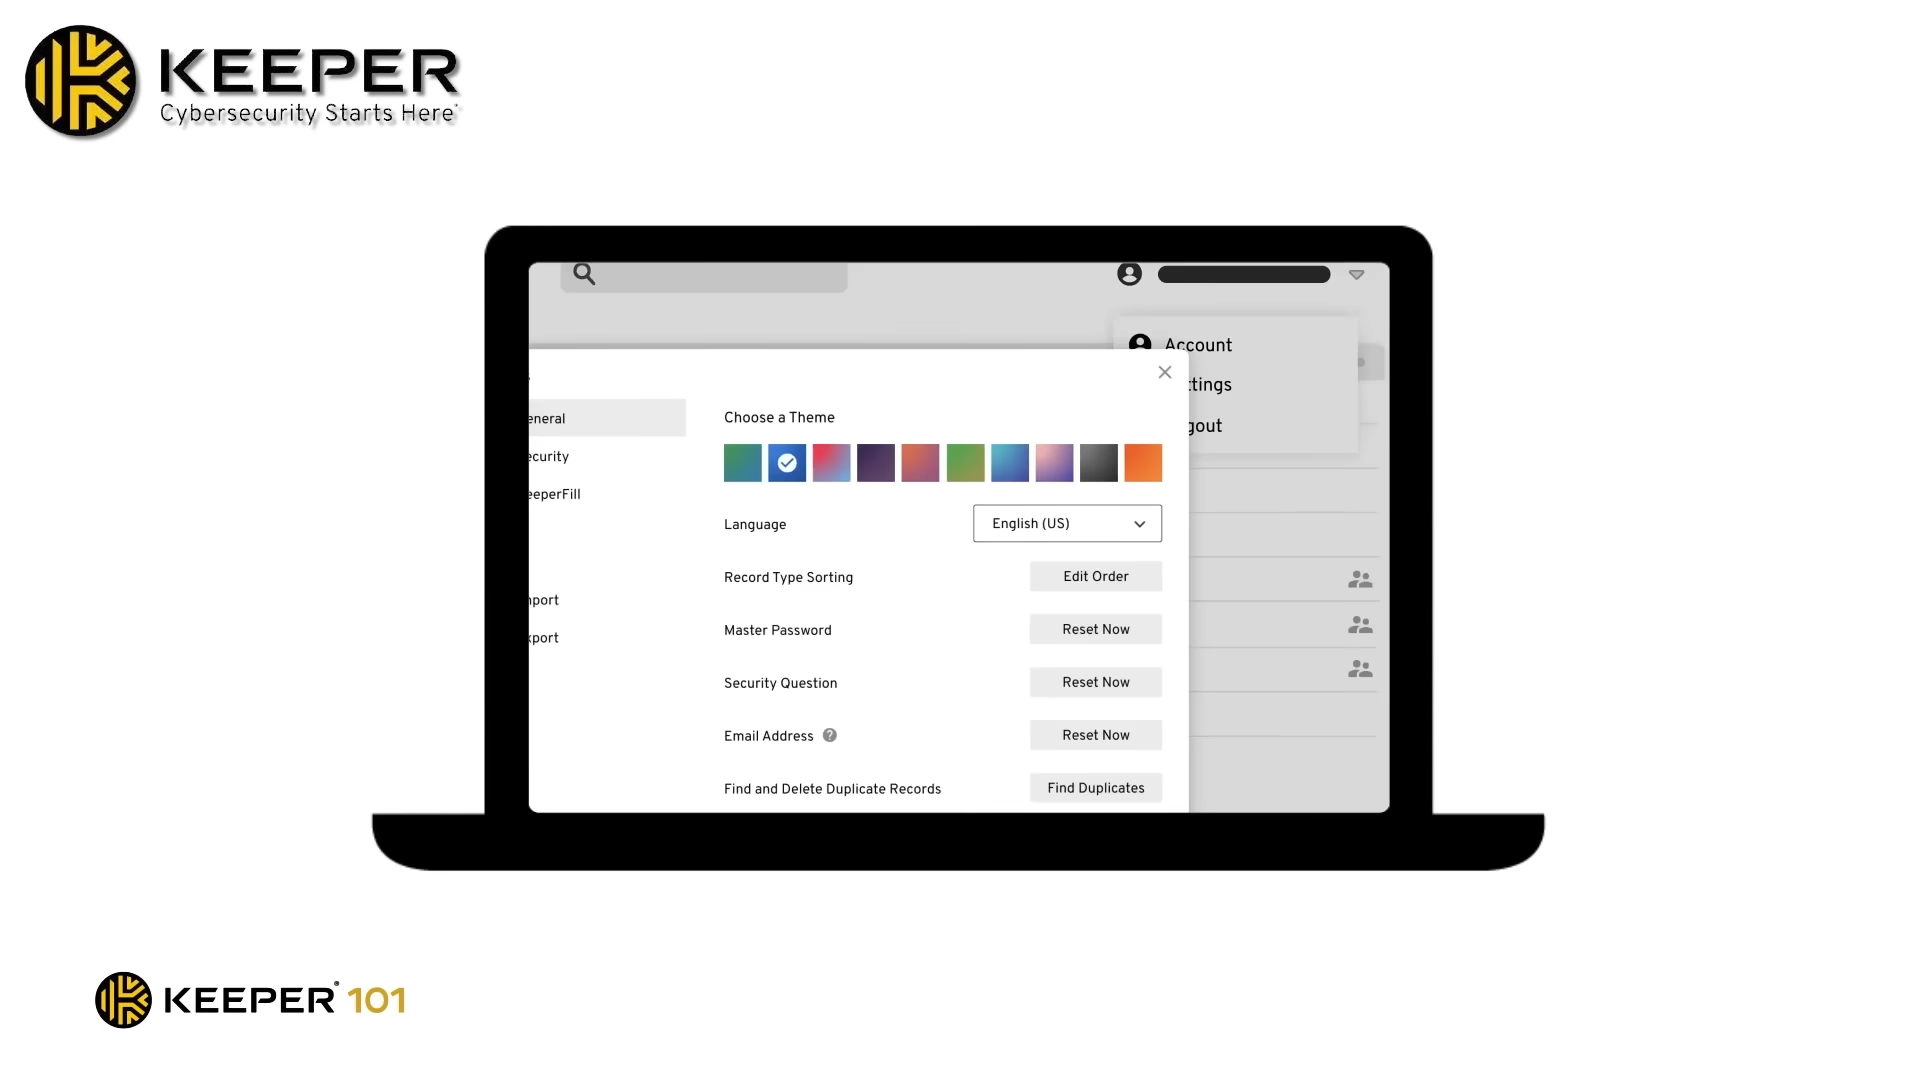 KEEPER
Cybersecurity Starts Here
Account
ttings
gout
eneral
ecurity
eeperFill
port
xport
Choose a Theme
Language
English (US)
Record Type Sorting
Edit Order
Master Password
Reset Now
Security Question
Reset Now
Email Address ?
Reset Now
Find and Delete Duplicate Records
Find Duplicates
KEEPER® 101